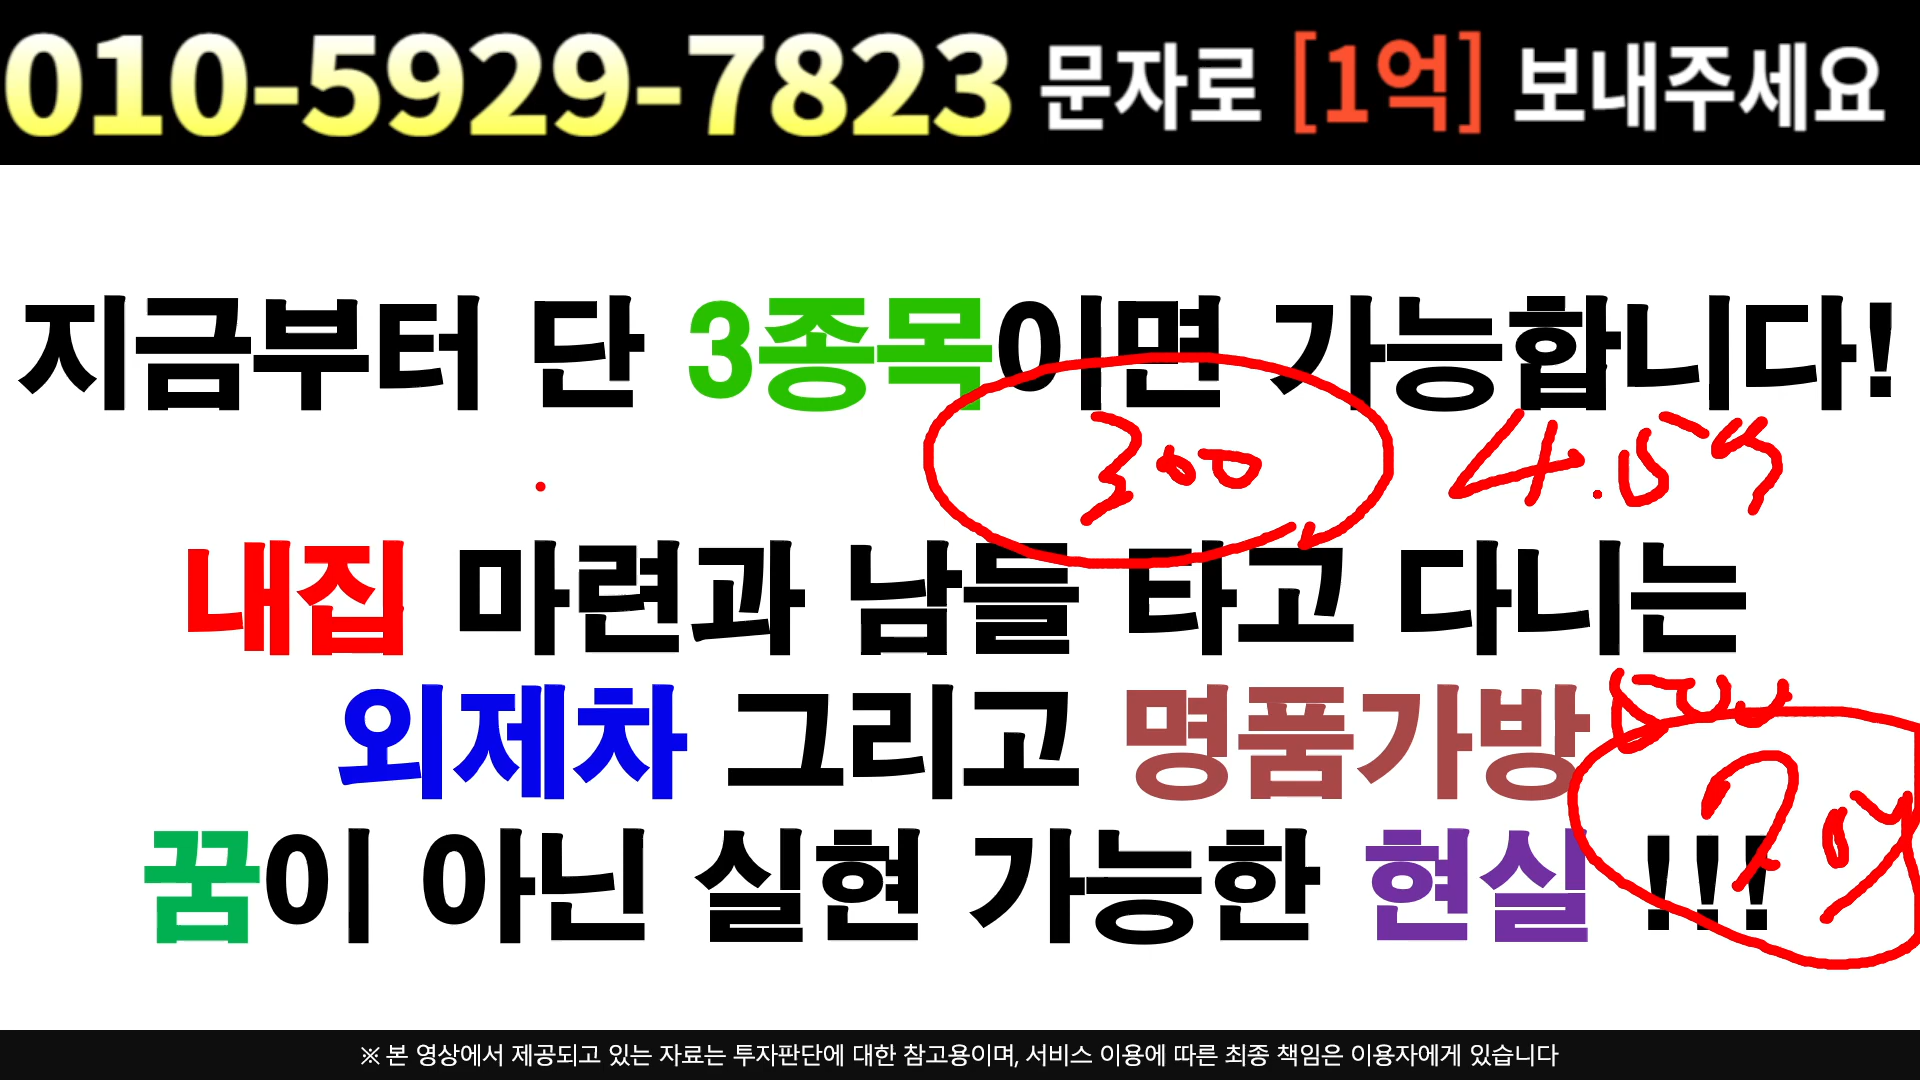 010-5929-7823 문자로 [1억] 보내주세요
지금부터 단 3종목이면 가능합니다!
300
4.5억
내집 마련과 남들 타고 다니는
500
외제차 그리고 명품가방
꿈이 아닌 실현 가능한 현실 !!!
※ 본 영상에서 제공되고 있는 자료는 투자판단에 대한 참고용이며, 서비스 이용에 따른 최종 책임은 이용자에게 있습니다